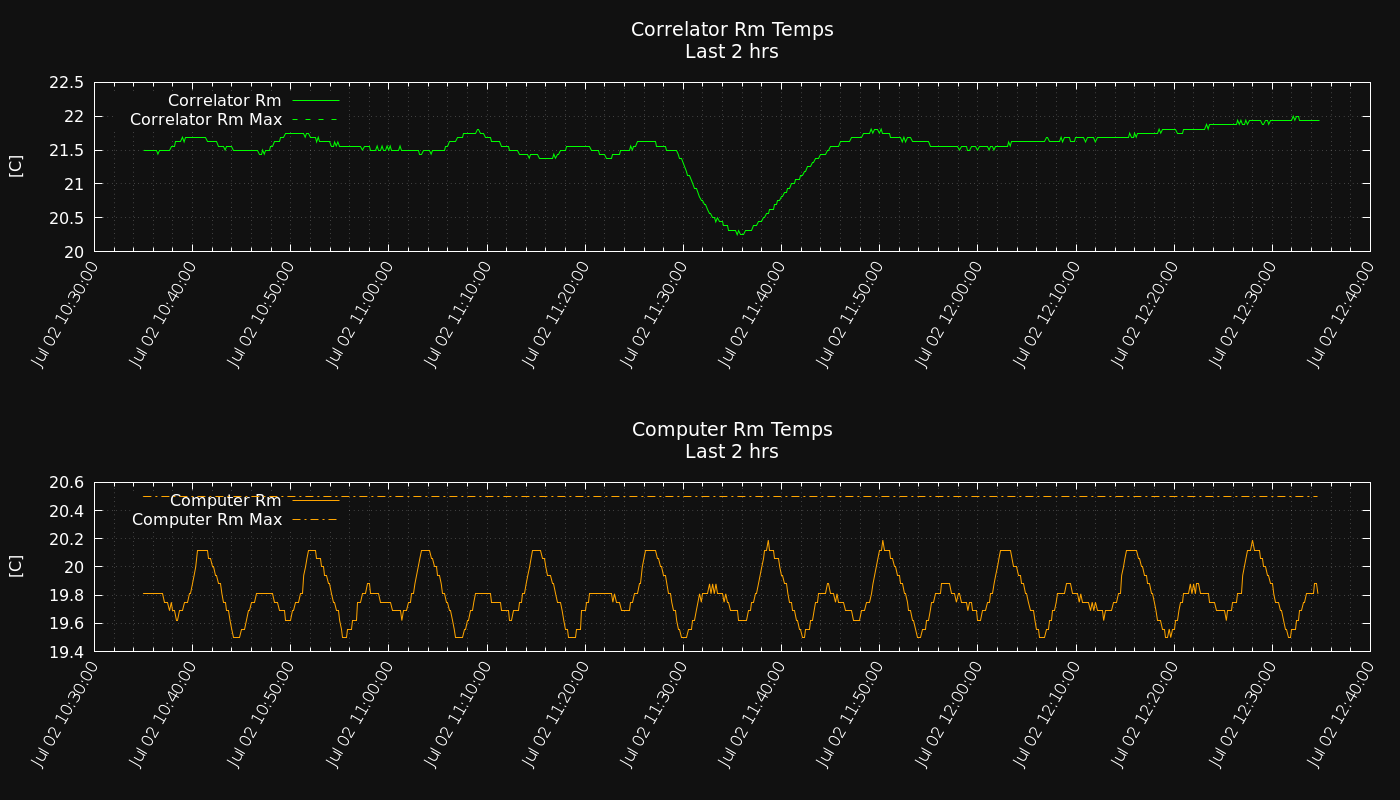 Correlator Rm Temps
Last 2 hrs
22.5
22
21.5
21
20.5
20
[C]
Correlator Rm
Correlator Rm Max
Jul 02 10:30:00
Jul 02 10:40:00
Jul 02 10:50:00
Jul 02 11:00:00
Jul 02 11:10:00
Jul 02 11:20:00
Jul 02 11:30:00
Jul 02 11:40:00
Jul 02 11:50:00
Jul 02 12:00:00
Jul 02 12:10:00
Jul 02 12:20:00
Jul 02 12:30:00
Jul 02 12:40:00
Computer Rm Temps
Last 2 hrs
20.6
20.4
20.2
20
19.8
19.6
19.4
[C]
Computer Rm
Computer Rm Max
Jul 02 10:30:00
Jul 02 10:40:00
Jul 02 10:50:00
Jul 02 11:00:00
Jul 02 11:10:00
Jul 02 11:20:00
Jul 02 11:30:00
Jul 02 11:40:00
Jul 02 11:50:00
Jul 02 12:00:00
Jul 02 12:10:00
Jul 02 12:20:00
Jul 02 12:30:00
Jul 02 12:40:00